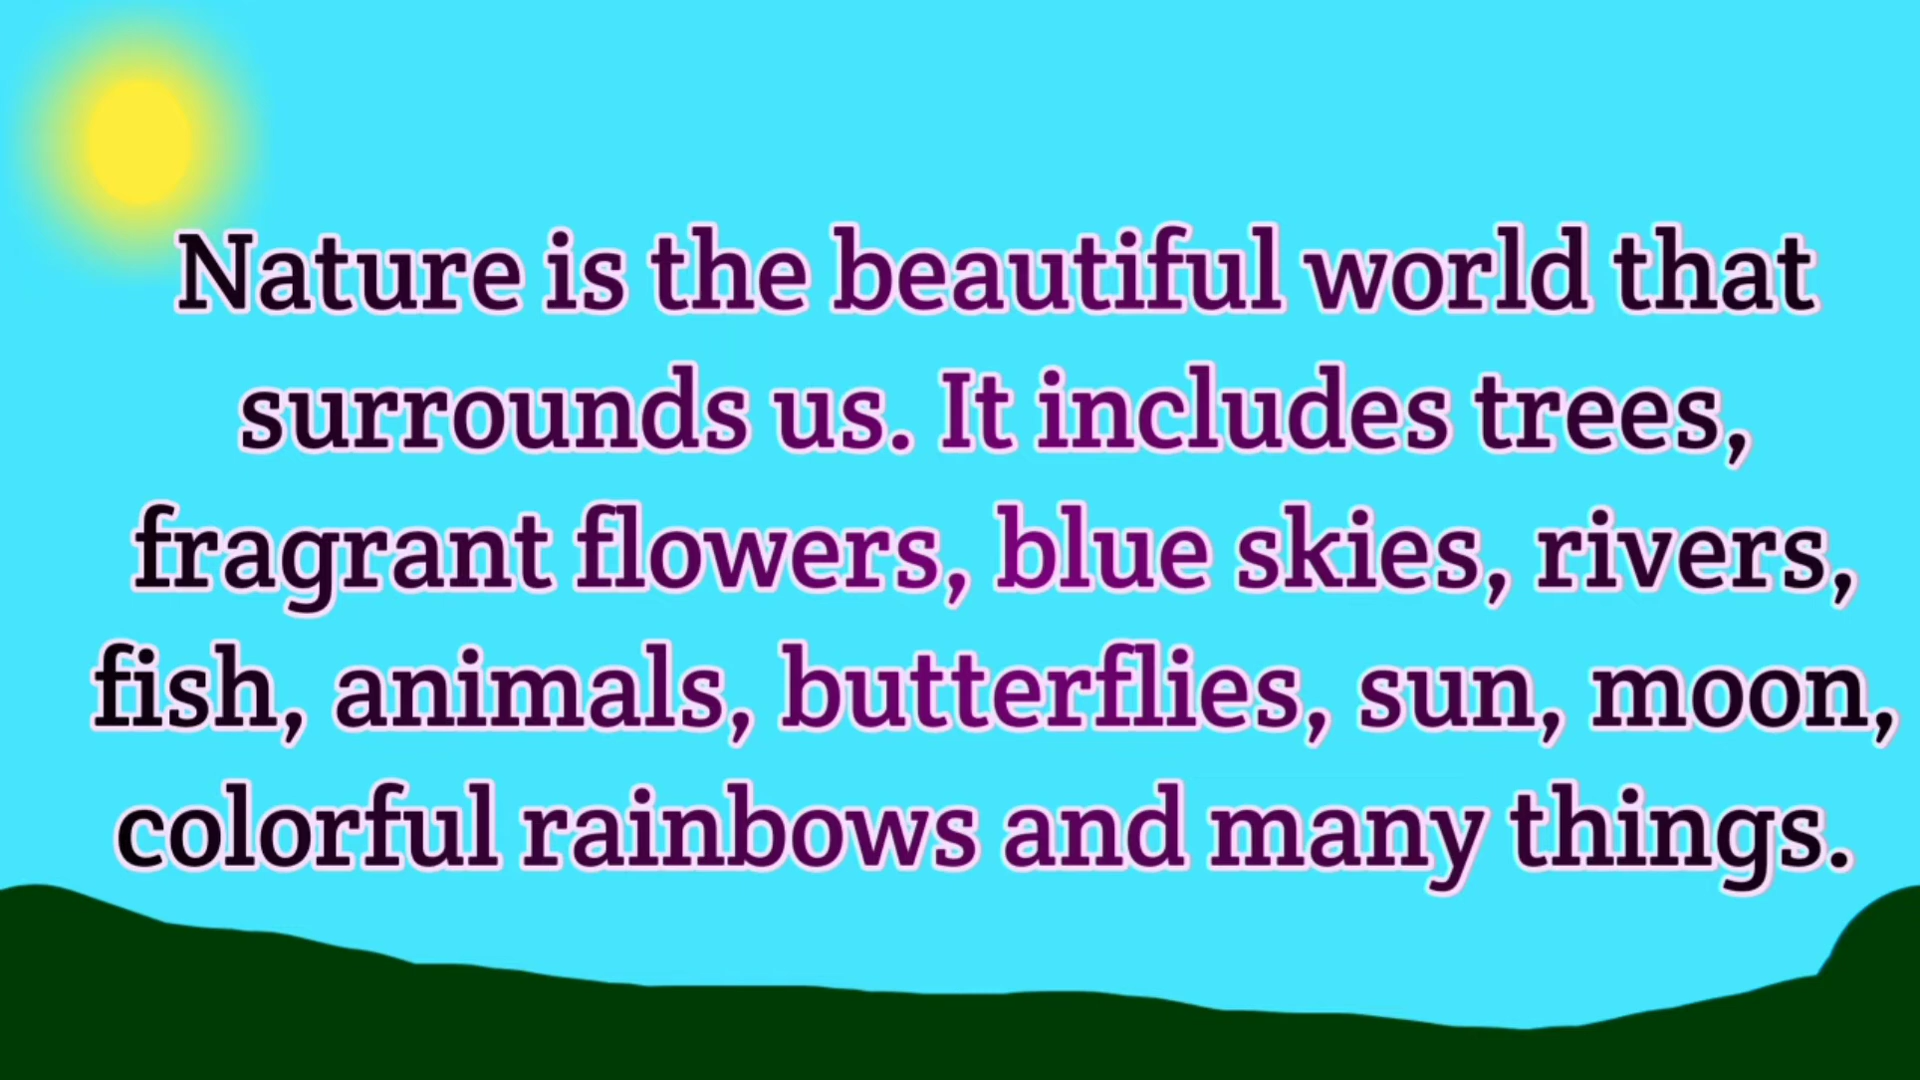 Nature is the beautiful world that
surrounds us. It includes trees,
fragrant flowers, blue skies, rivers,
fish, animals, butterflies, sun, moon,
colorful rainbows and many things.